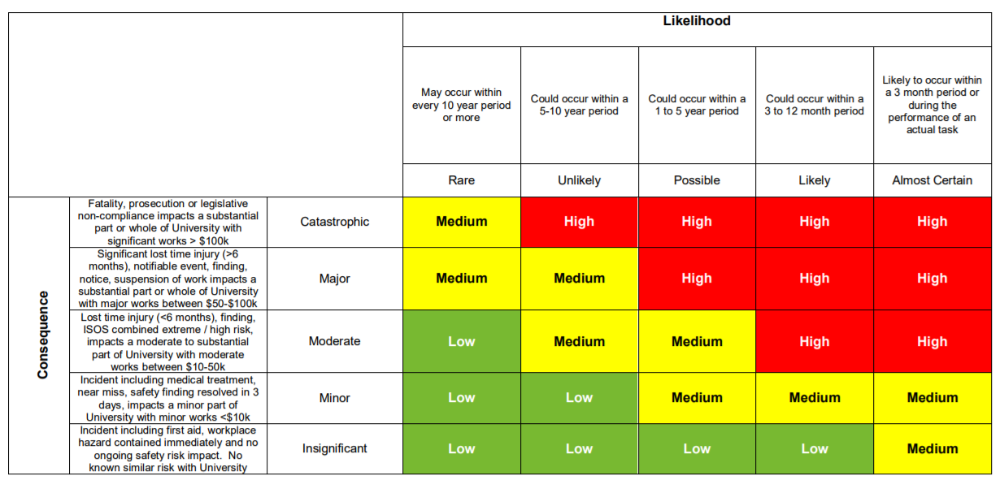 Likelihood
May occur within
every 10 year period
or more
Could occur within a
5-10 year period
Could occur within a
1 to 5 year period
Could occur within a
3 to 12 month period
Likely to occur within
a 3 month period or
during the
performance of an
actual task
Rare
Unlikely
Possible
Likely
Almost Certain
Consequence
Fatality, prosecution or legislative
non-compliance impacts a substantial
part or whole of University with
significant works > $100k
Catastrophic
Medium
High
High
High
High
Significant lost time injury (>6
months), notifiable event, finding,
notice, suspension of work impacts a
substantial part or whole of University
with major works between $50-$100k
Major
Medium
Medium
High
High
High
Lost time injury (<6 months), finding,
ISOS combined extreme / high risk,
impacts a moderate to substantial
part of University with moderate
works between $10-50k
Moderate
Low
Medium
Medium
High
High
Incident including medical treatment,
near miss, safety finding resolved in 3
days, impacts a minor part of
University with minor works <$10k
Minor
Low
Low
Medium
Medium
Medium
Incident including first aid, workplace
hazard contained immediately and no
ongoing safety risk impact.  No
known similar risk with University
Insignificant
Low
Low
Low
Low
Medium